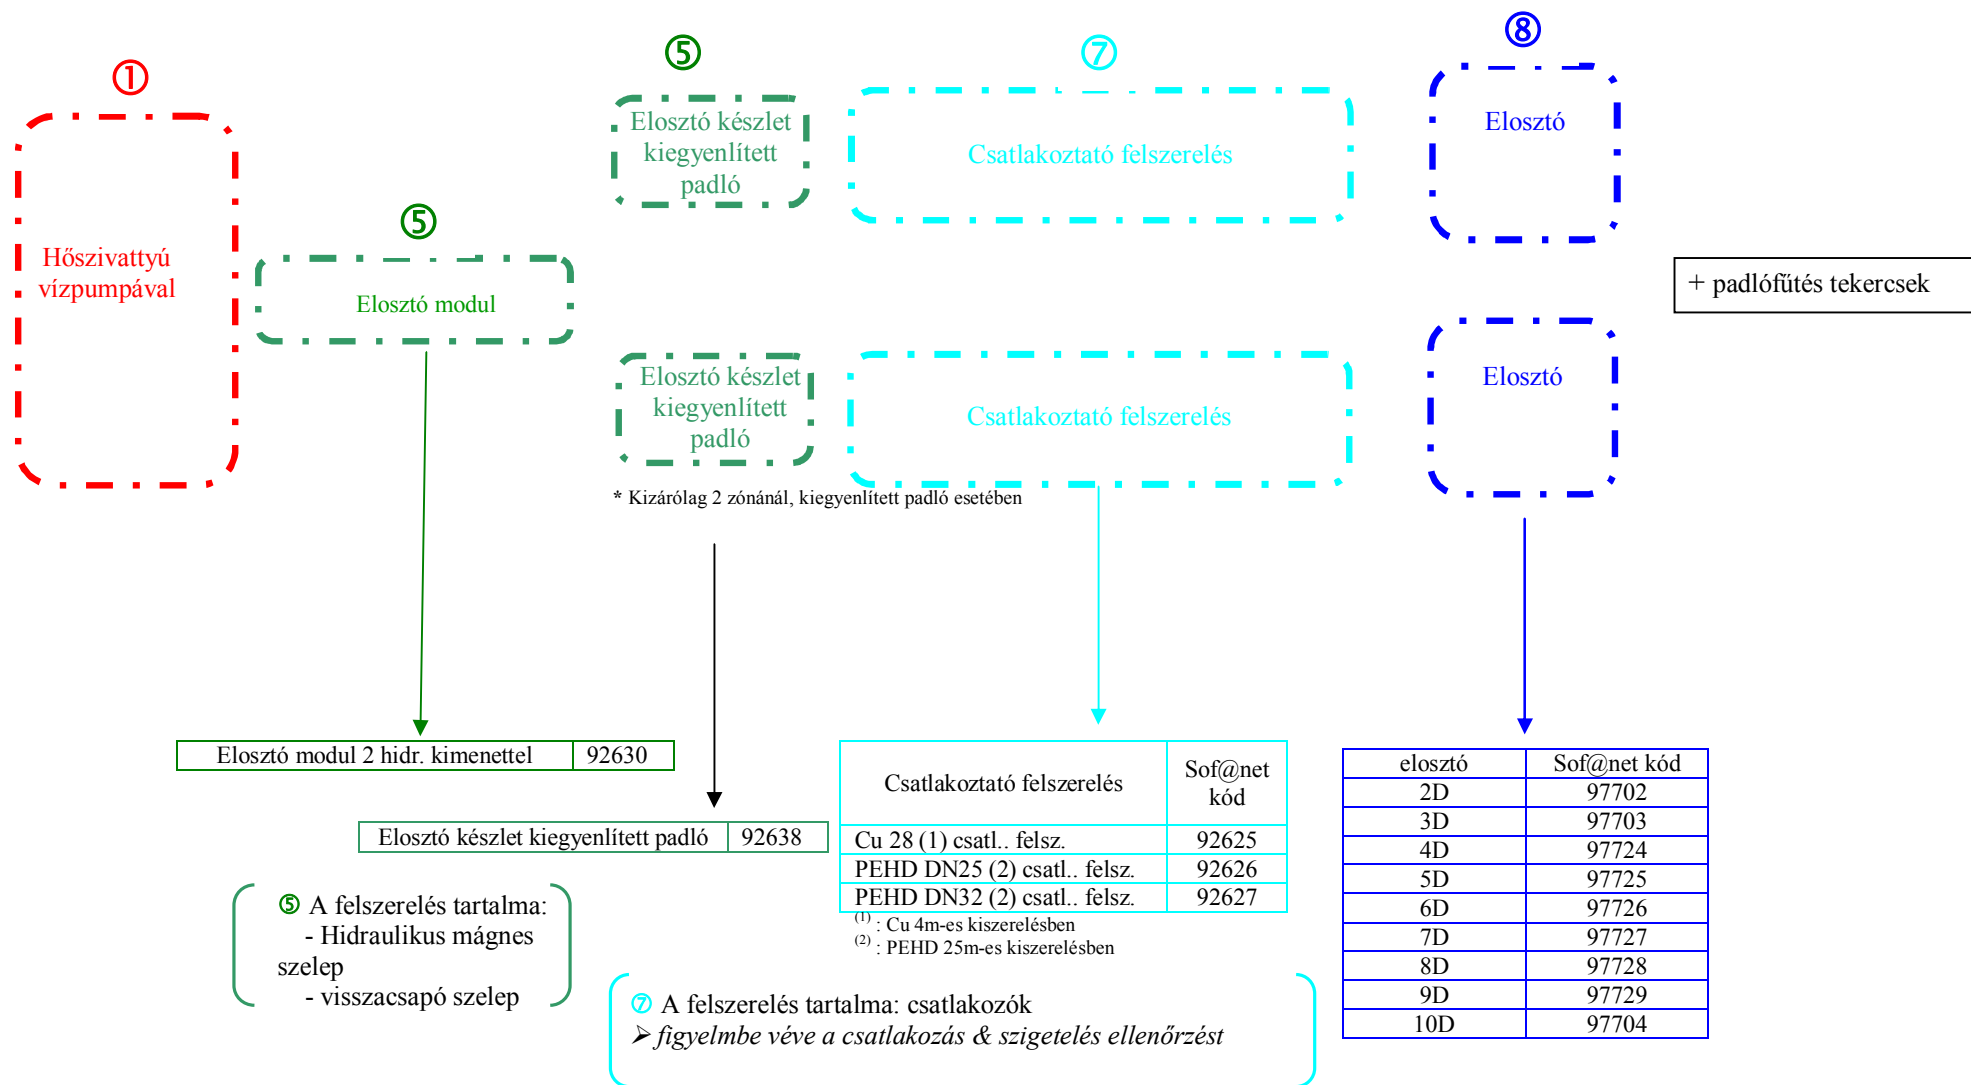 ①
⑤
⑤
⑦
⑧
Hőszivattyú
vízpumpával
Elosztó modul
Elosztó készlet
kiegyenlített
padló
Csatlakoztató felszerelés
Elosztó
+ padlófűtés tekercsek
Elosztó készlet
kiegyenlített
padló
Csatlakoztató felszerelés
Elosztó
* Kizárólag 2 zónánál, kiegyenlített padló esetében
Elosztó modul 2 hidr. kimenettel 92630
Elosztó készlet kiegyenlített padló 92638
⑤ A felszerelés tartalma:
- Hidraulikus mágnes
szelep
- visszacsapó szelep
Csatlakoztató felszerelés Sof@net
kód
Cu 28 (1) csatl.. felsz. 92625
PEHD DN25 (2) csatl.. felsz. 92626
PEHD DN32 (2) csatl.. felsz. 92627
(1) : Cu 4m-es kiszerelésben
(2) : PEHD 25m-es kiszerelésben
⑦ A felszerelés tartalma: csatlakozók
➢ figyelmbe véve a csatlakozás & szigetelés ellenőrzést
elosztó Sof@net kód
2D 97702
3D 97703
4D 97724
5D 97725
6D 97726
7D 97727
8D 97728
9D 97729
10D 97704